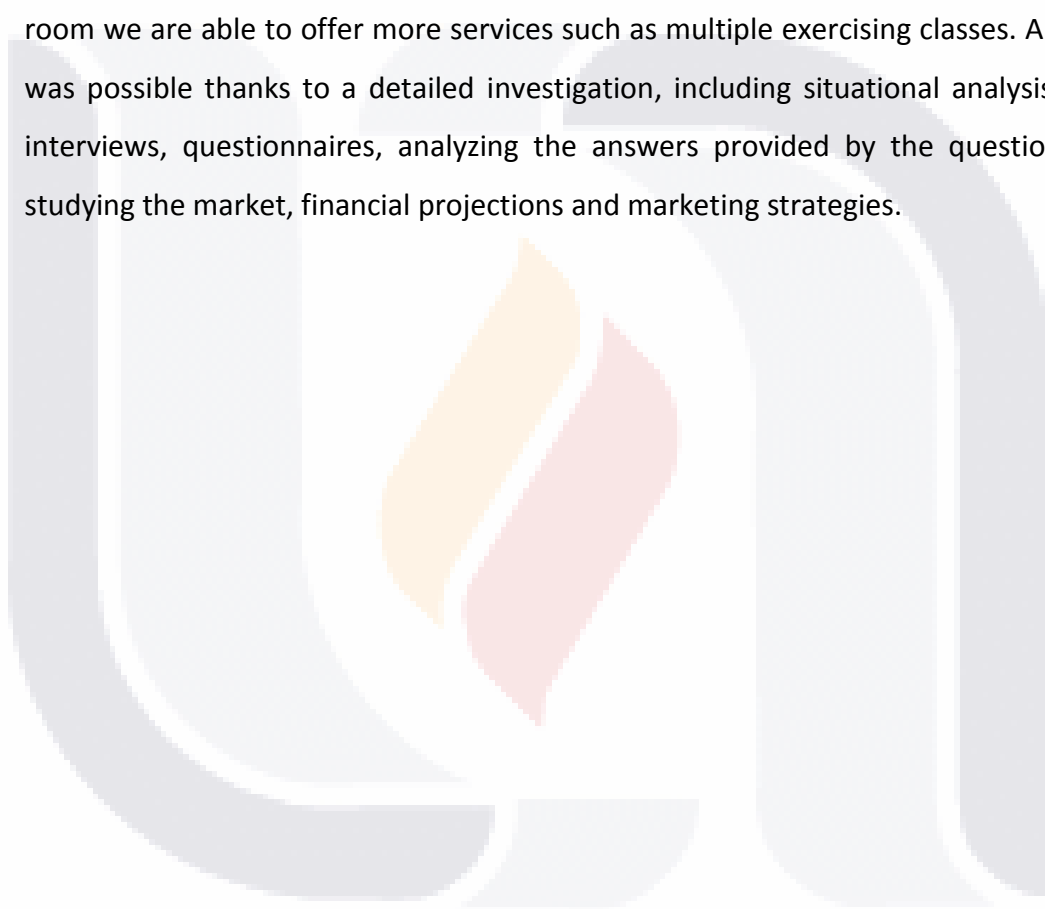 room we are able to offer more services such as multiple exercising classes. A
was possible thanks to a detailed investigation, including situational analysis
interviews, questionnaires, analyzing the answers provided by the questio
studying the market, financial projections and marketing strategies.